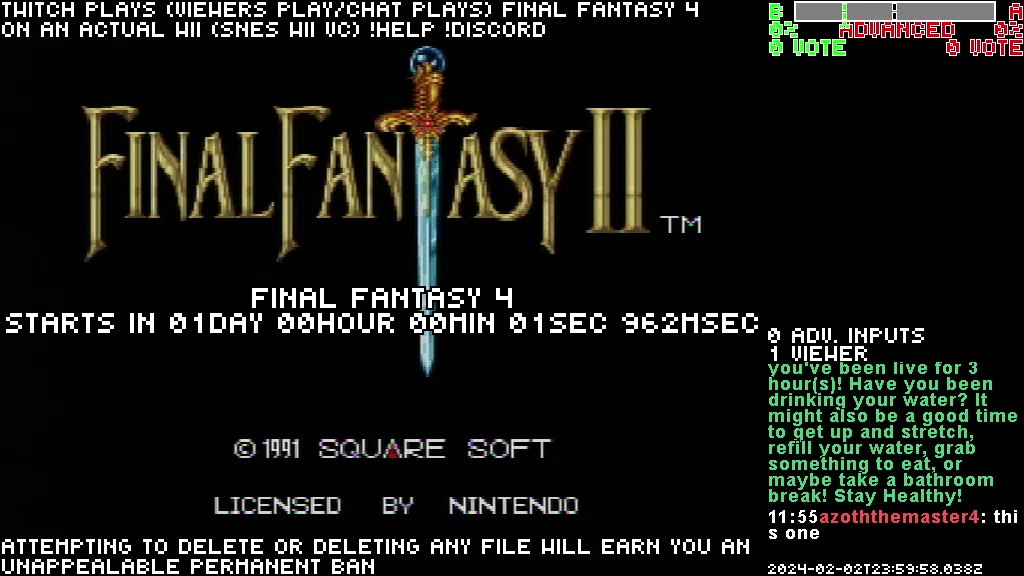 TWITCH PLAYS (VIEWERS PLAY/CHAT PLAYS) FINAL FANTASY 4
ON AN ACTUAL WII (SNES WII VC) !HELP !DISCORD
FINAL FANTASY II
TM
FINAL FANTASY 4
STARTS IN 01DAY 00HOUR 00MIN 01SEC 962MSEC
© 1991 SQUARE SOFT
LICENSED BY NINTENDO
ATTEMPTING TO DELETE OR DELETING ANY FILE WILL EARN YOU AN
UNAPPEALABLE PERMANENT BAN
B A
0% ADVANCED 0%
0 VOTE 0 VOTE
0 ADV. INPUTS
1 VIEWER
you've been live for 3
hour(s)! Have you been
drinking your water? It
might also be a good time
to get up and stretch,
refill your water, grab
something to eat, or
maybe take a bathroom
break! Stay Healthy!
11:55azoththemaster4: thi
s one
2024-02-02T23:59:58.038Z